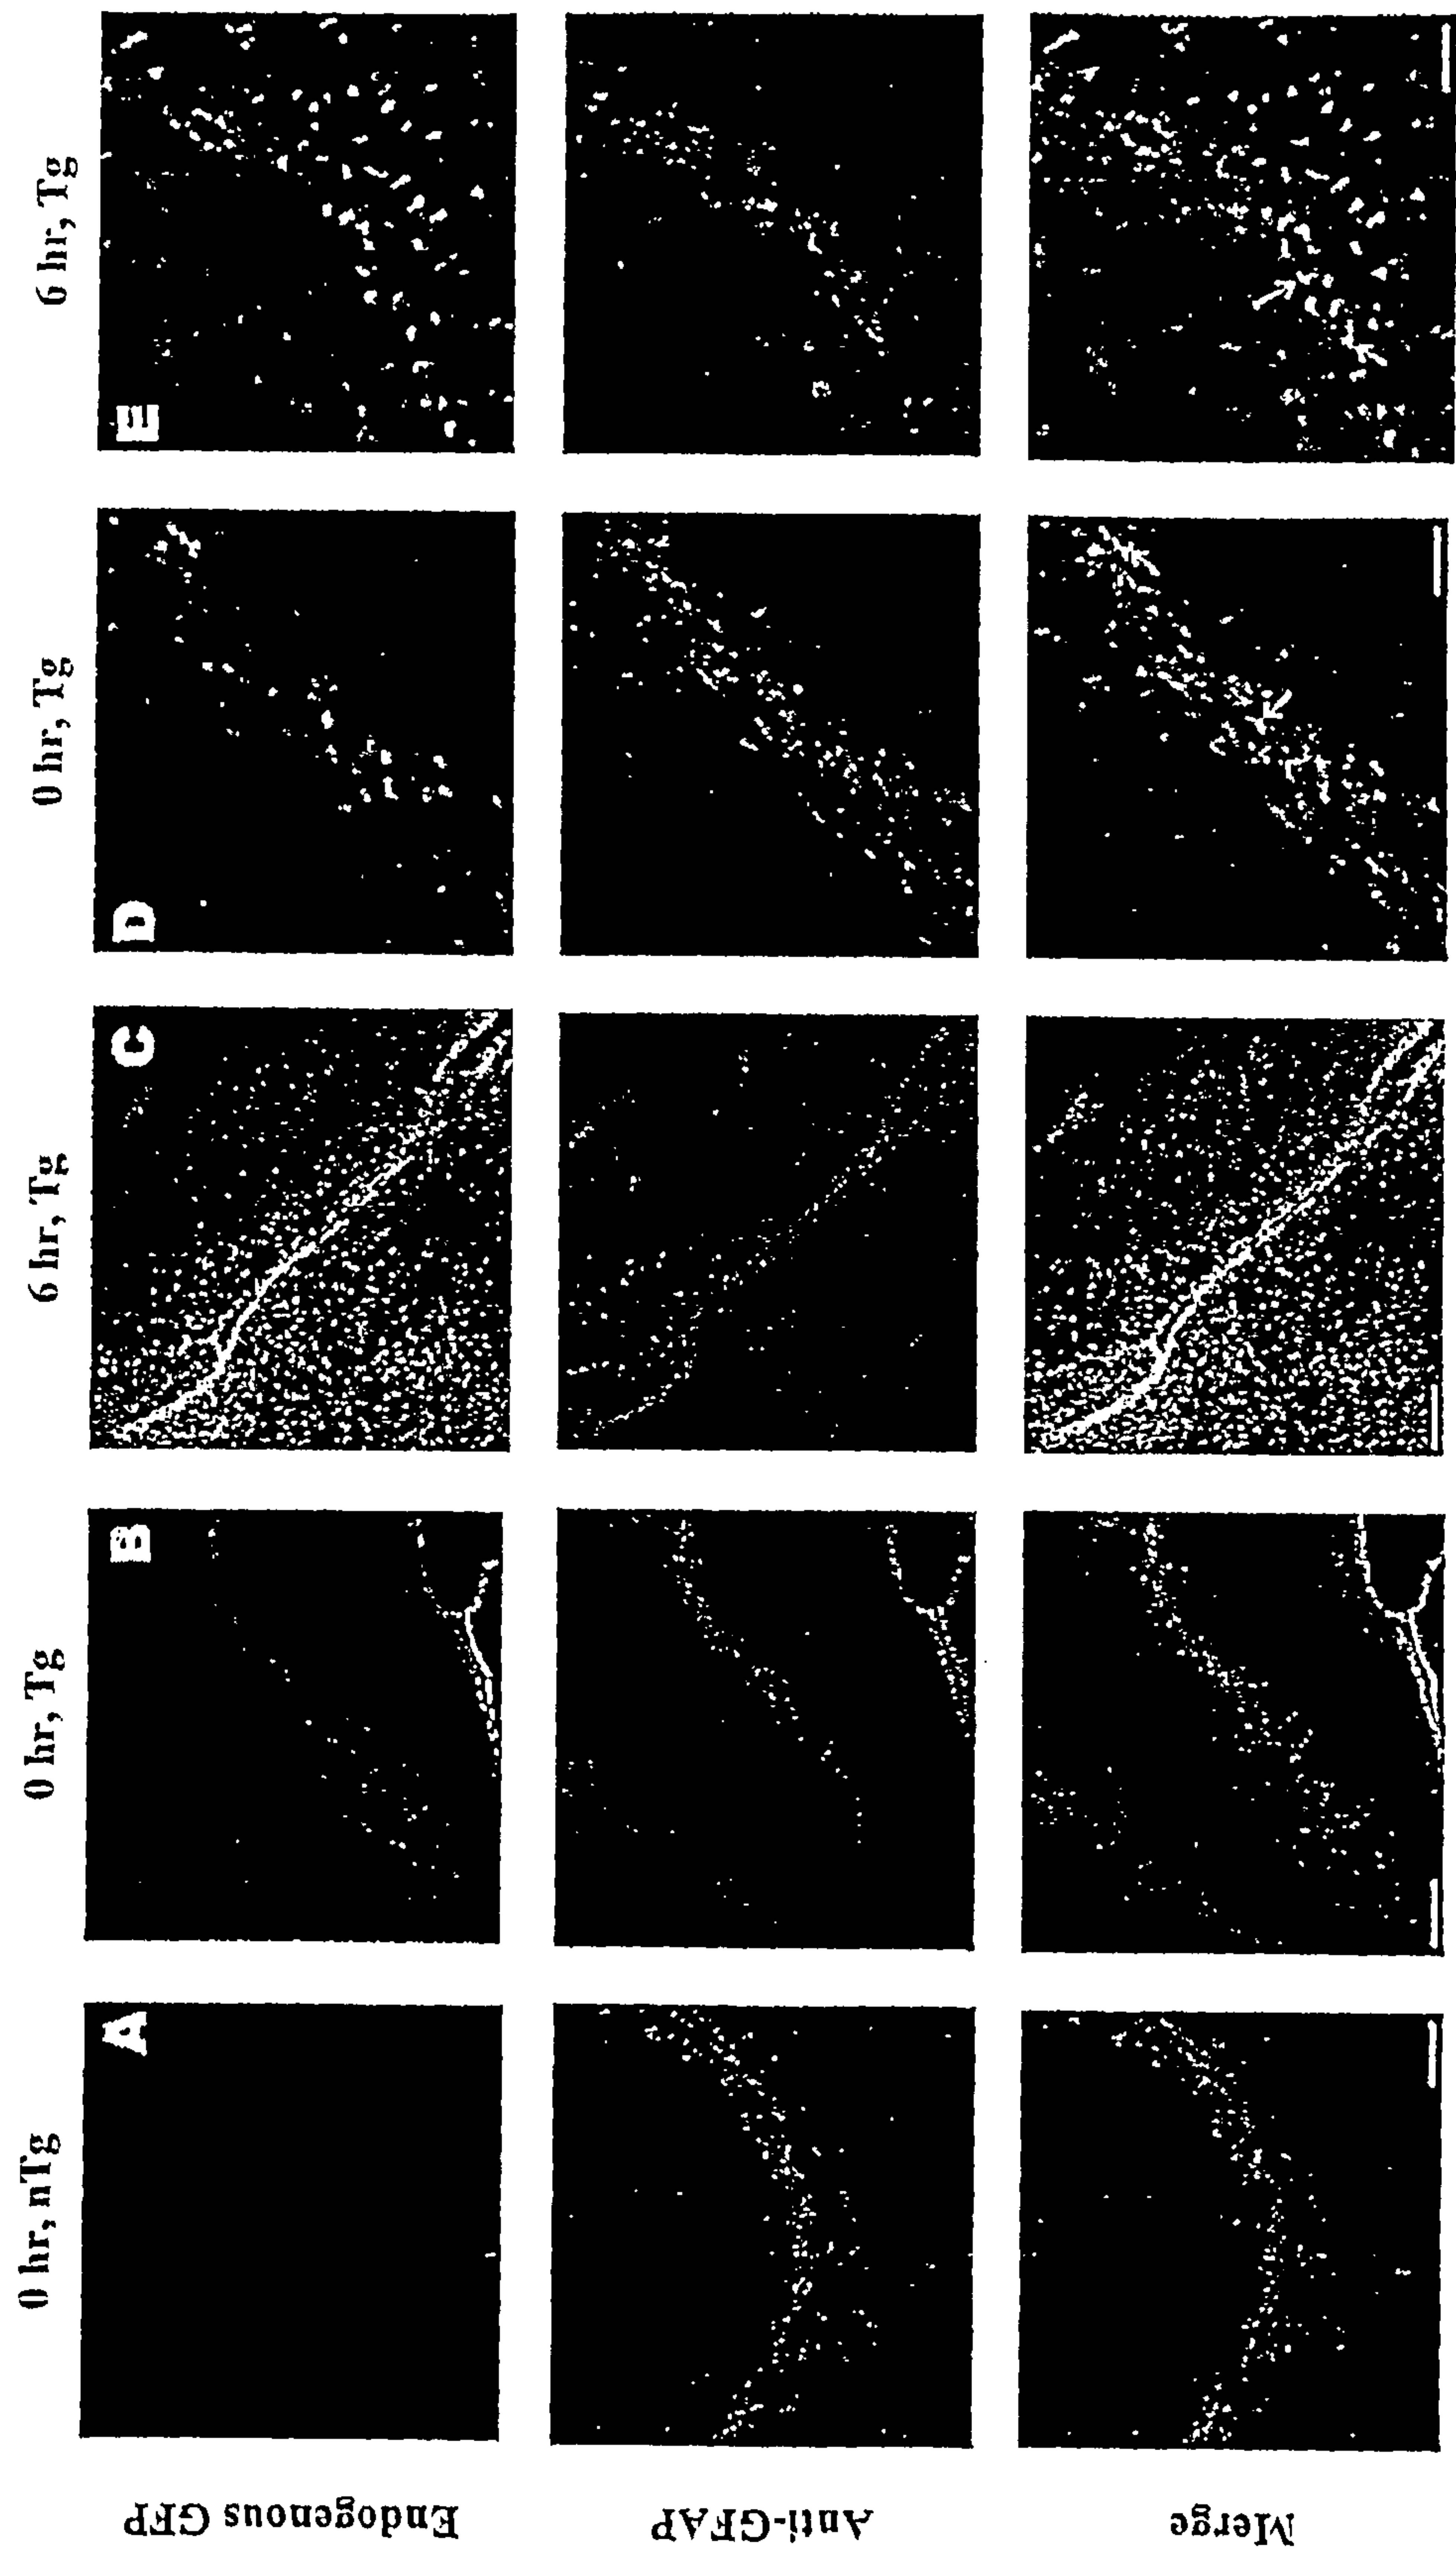 0 hr, nTg
0 hr, Tg
6 hr, Tg
0 hr, Tg
6 hr, Tg
A
B
C
D
E
Endogenous GFP
Anti-GFAP
Merge